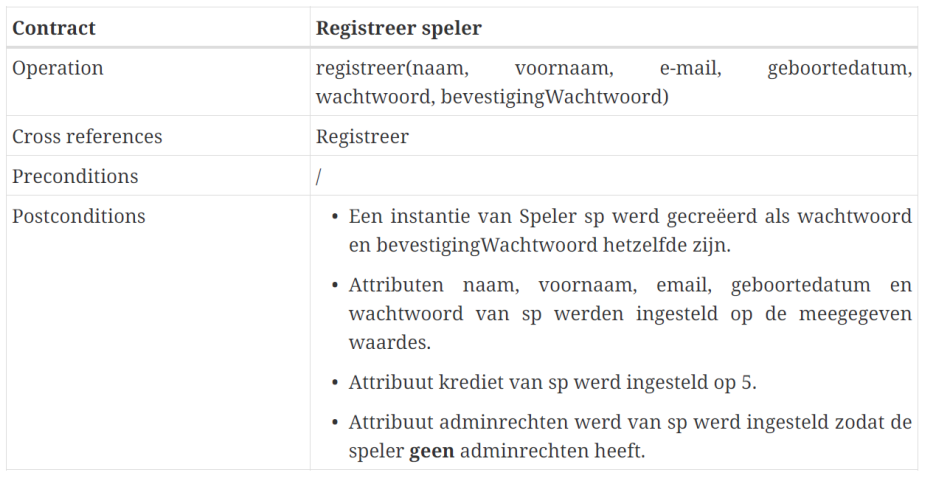 Contract Registreer speler
Operation registreer(naam, voornaam, e-mail, geboortedatum,
wachtwoord, bevestigingWachtwoord)
Cross references Registreer
Preconditions /
Postconditions • Een instantie van Speler sp werd gecreëerd als wachtwoord
en bevestigingWachtwoord hetzelfde zijn.
• Attributen naam, voornaam, email, geboortedatum en
wachtwoord van sp werden ingesteld op de meegegeven
waardes.
• Attribuut krediet van sp werd ingesteld op 5.
• Attribuut adminrechten werd van sp werd ingesteld zodat de
speler geen adminrechten heeft.